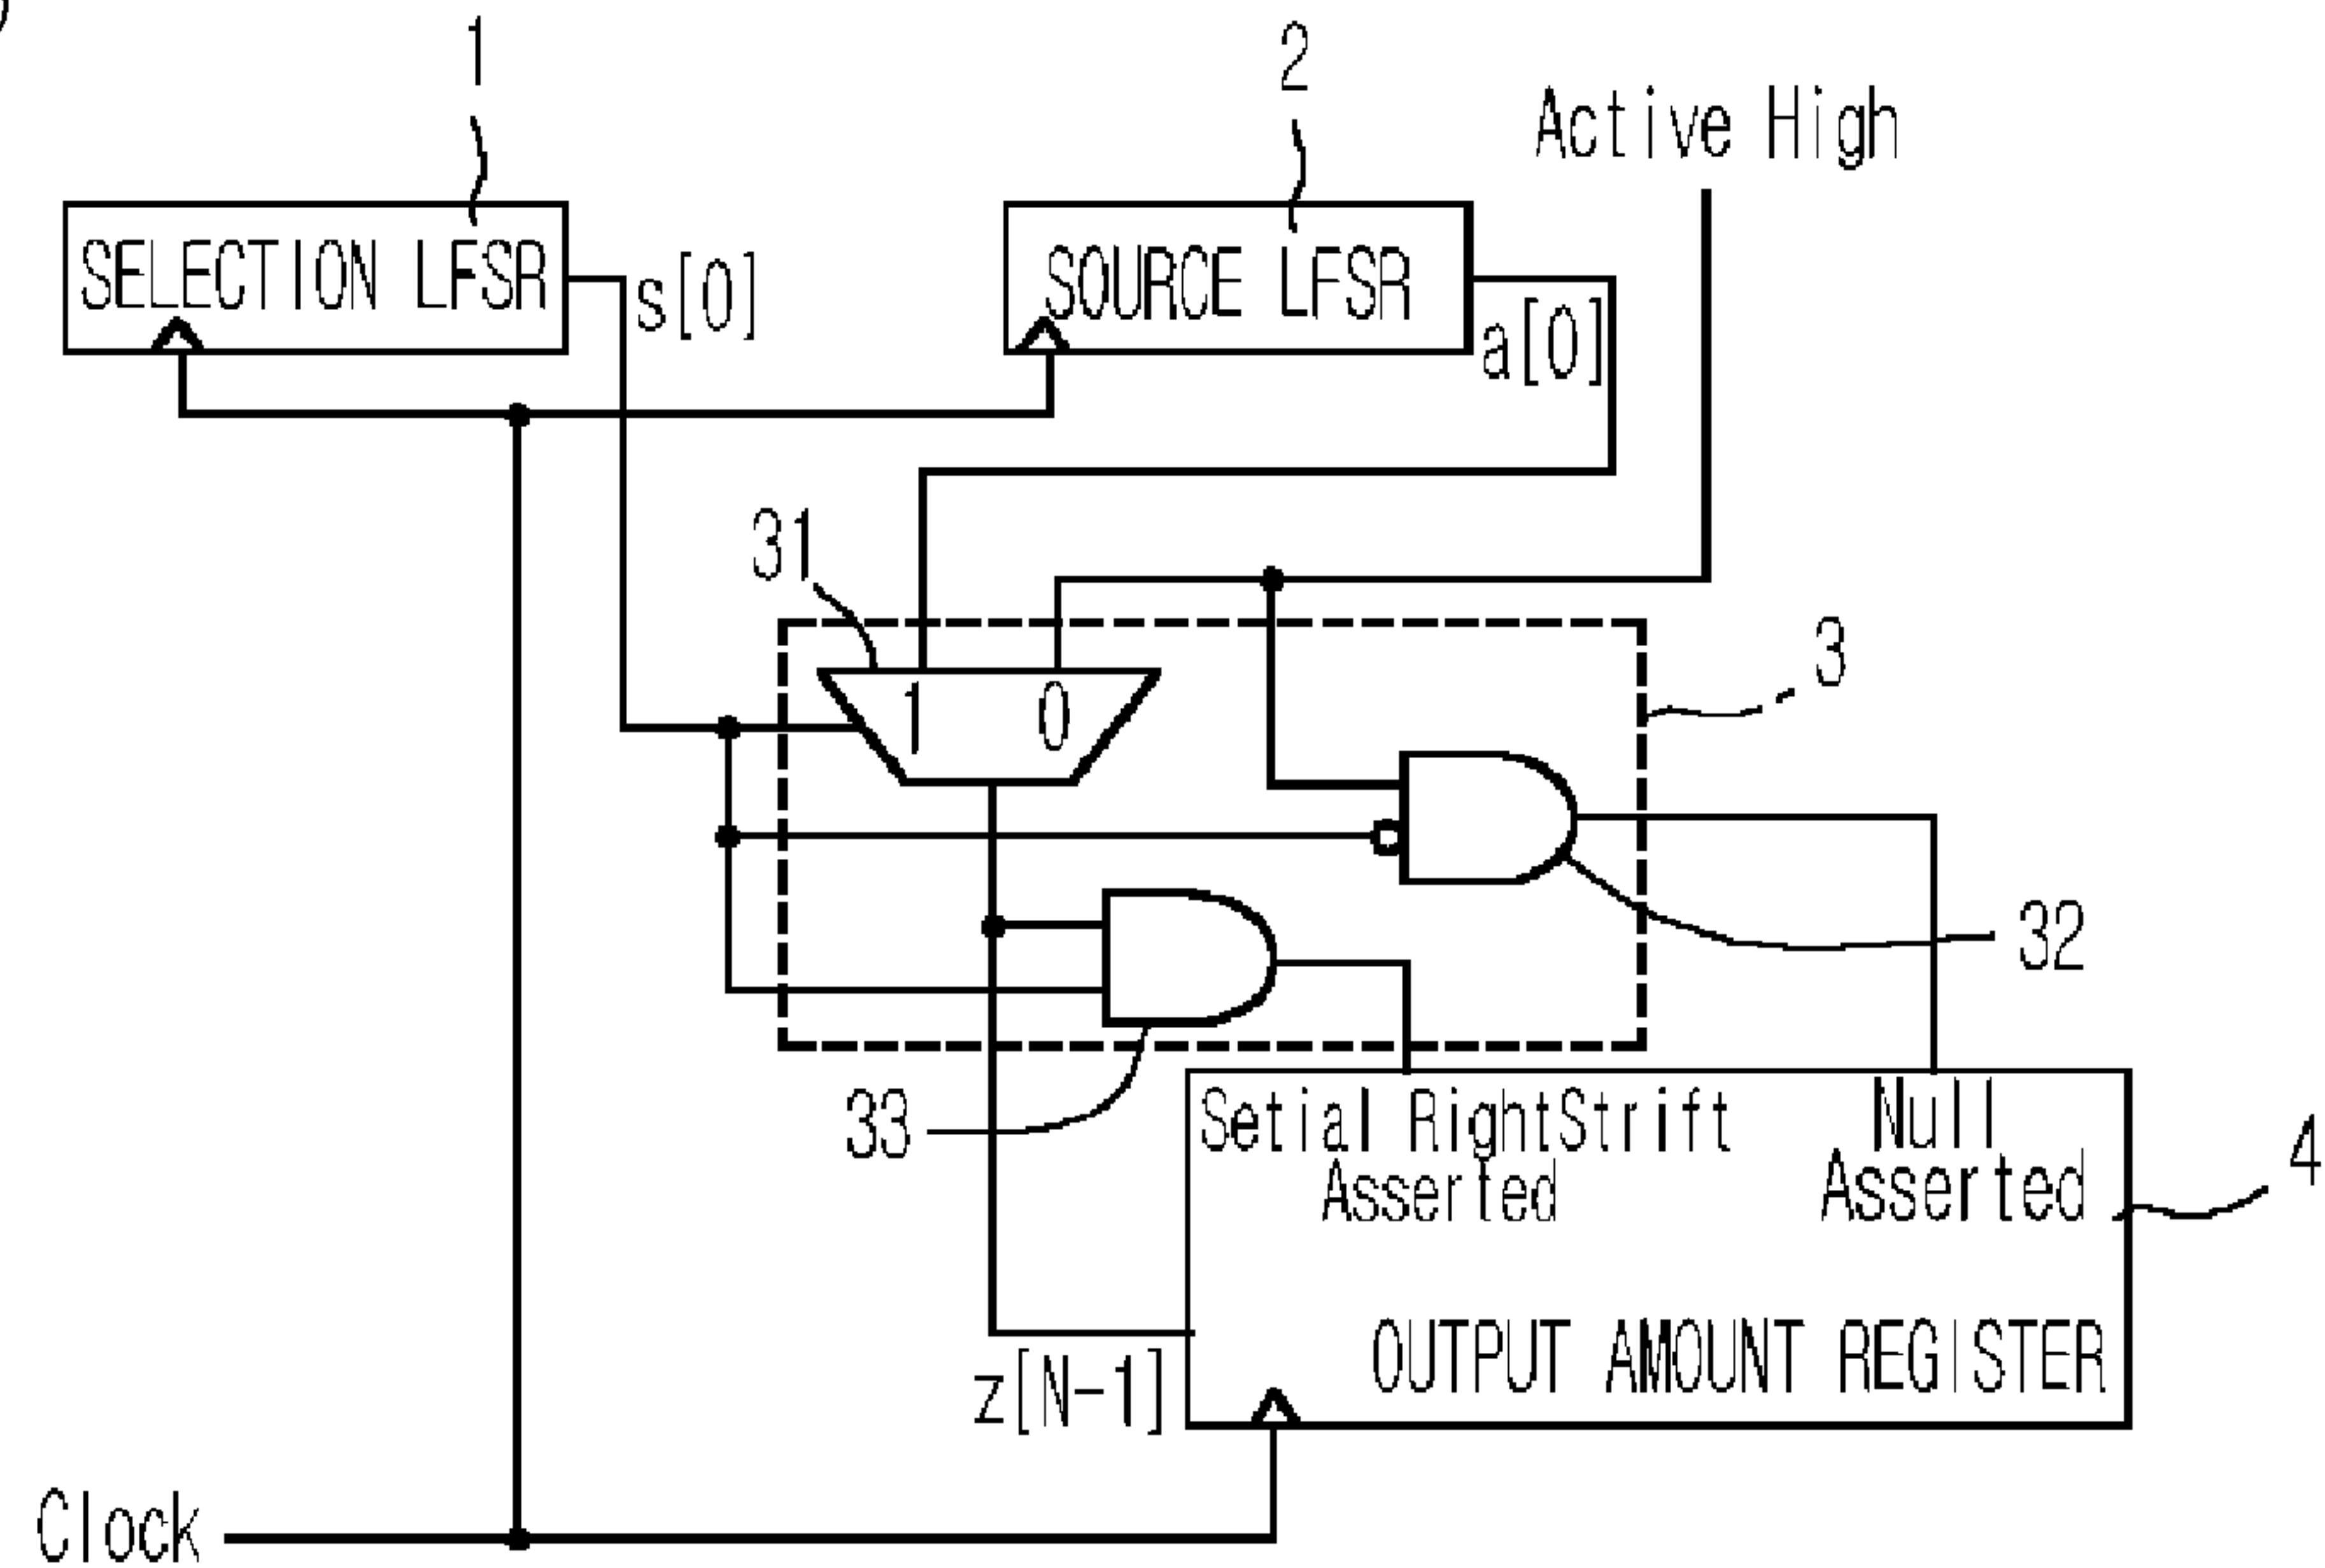 1
2
Active High
SELECTION LFSR
s[0]
SOURCE LFSR
a[0]
31
1 0
3
32
33
Setial RightStrift
Asserted
Null
Asserted
4
OUTPUT AMOUNT REGISTER
z[N-1]
Clock